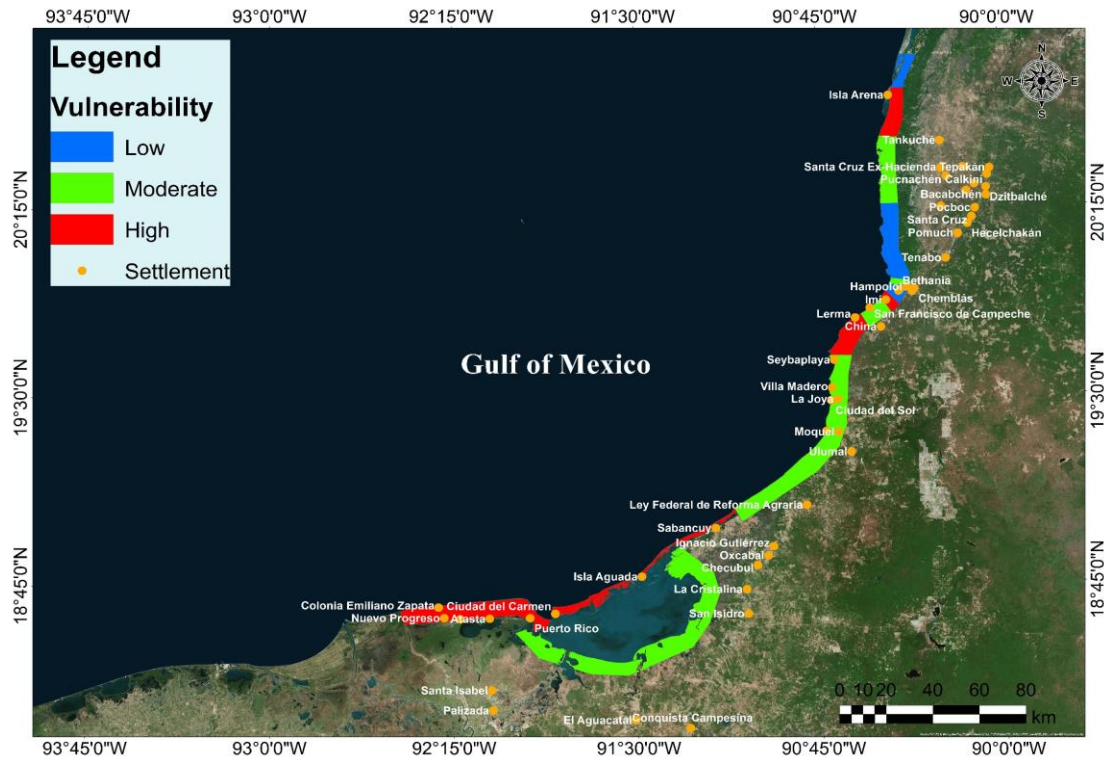 93°45'0"W 93°0'0"W 92°15'0"W 91°30'0"W 90°45'0"W 90°0'0"W
Legend
Vulnerability
Low
Moderate
High
Settlement
N
W E
S
Isla Arena
Tankuché
Santa Cruz Ex-Hacienda Tepakán
Pucnachén Calkiní
Bacabchén Dzitbalché
Pocboc
Santa Cruz
Pomuch Hecelchakán
Tenabo
Bethania
Hampolol
Imí Chemblás
Lerma San Francisco de Campeche
China
Seybaplaya
Gulf of Mexico
Villa Madero
La Joya
Ciudad del Sol
Moquel
Ulumal
Ley Federal de Reforma Agraria
Sabancuy
Ignacio Gutiérrez
Oxcabal
Checubul
Isla Aguada
La Cristalina
Colonia Emiliano Zapata Ciudad del Carmen
San Isidro
Nuevo Progreso Atasta
Puerto Rico
Santa Isabel
Palizada
El Aguacatal Conquista Campesina
0 10 20 40 60 80
km
20°15'0"N
19°30'0"N
18°45'0"N
20°15'0"N
19°30'0"N
18°45'0"N
93°45'0"W 93°0'0"W 92°15'0"W 91°30'0"W 90°45'0"W 90°0'0"W